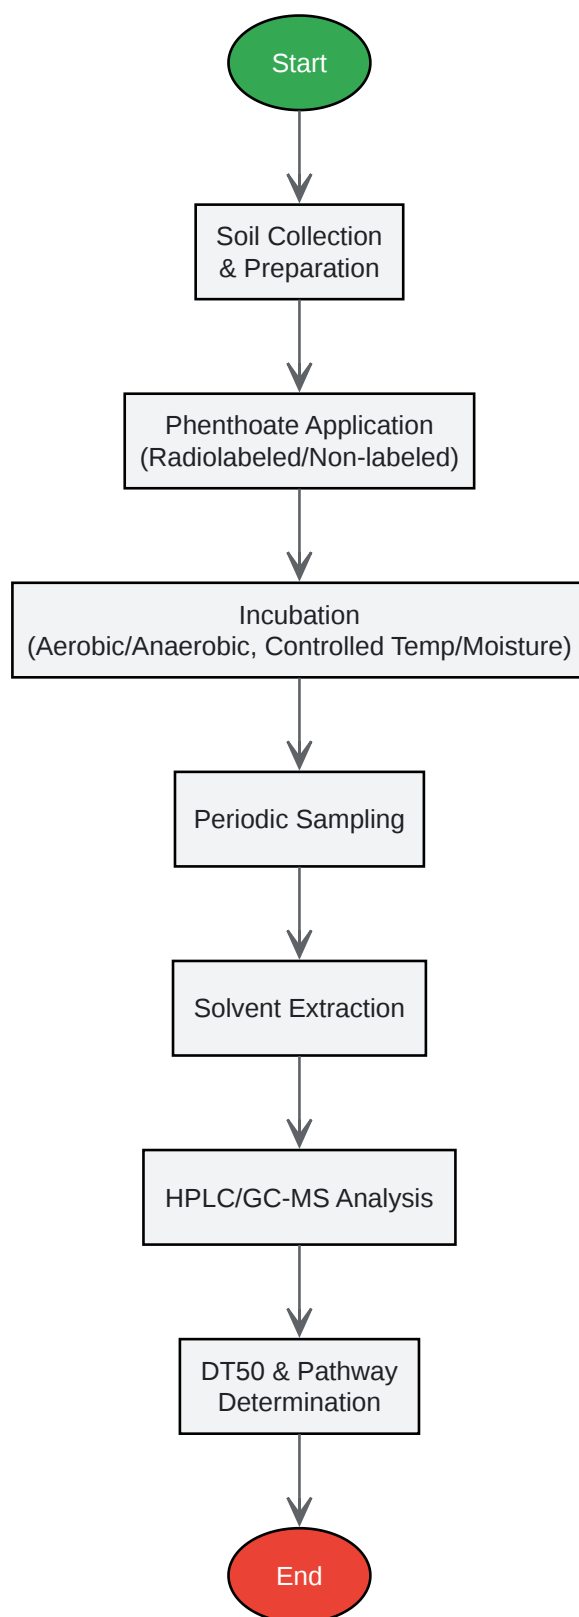 Start
Soil Collection
& Preparation
Phenthoate Application
(Radiolabeled/Non-labeled)
Incubation
(Aerobic/Anaerobic, Controlled Temp/Moisture)
Periodic Sampling
Solvent Extraction
HPLC/GC-MS Analysis
DT50 & Pathway
Determination
End